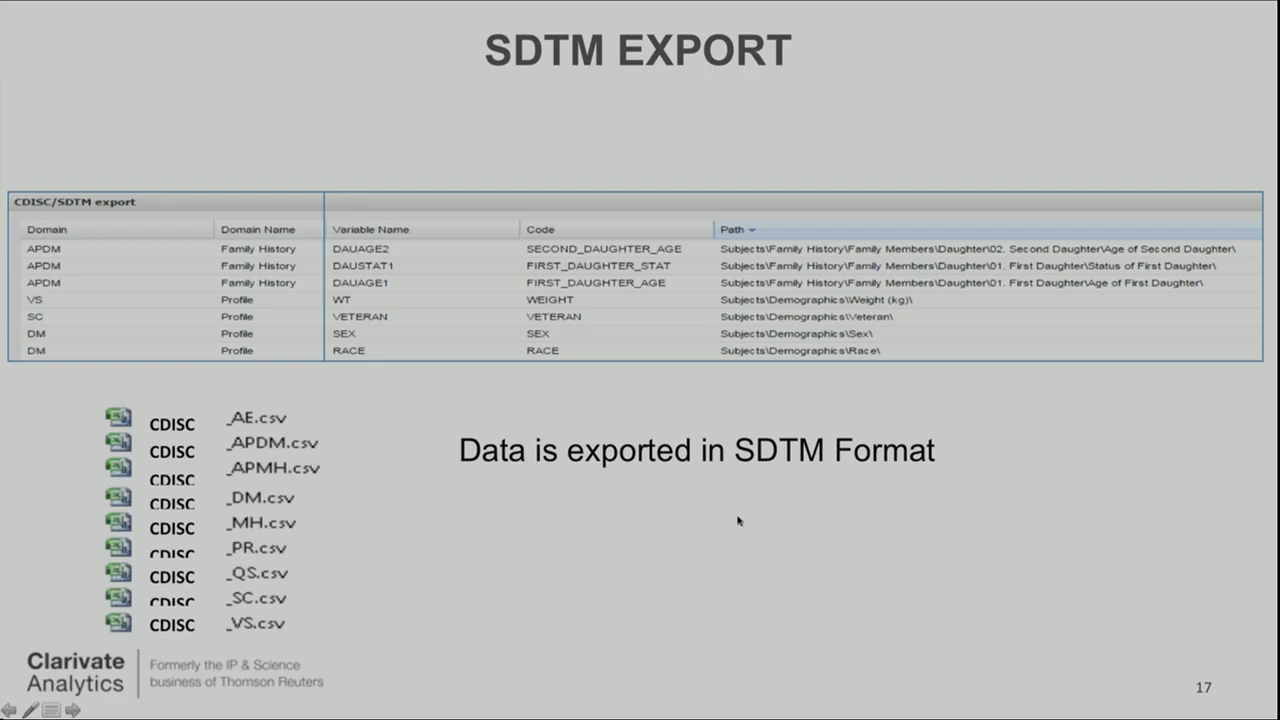 SDTM EXPORT
CDISC/SDTM export
Domain Domain Name Variable Name Code Path
APDM Family History DAUAGE2 SECOND_DAUGHTER_AGE Subjects\Family History\Family Members\Daughter\02. Second Daughter\Age of Second Daughter\
APDM Family History DAUSTAT1 FIRST_DAUGHTER_STAT Subjects\Family History\Family Members\Daughter\01. First Daughter\Status of First Daughter\
APDM Family History DAUAGE1 FIRST_DAUGHTER_AGE Subjects\Family History\Family Members\Daughter\01. First Daughter\Age of First Daughter\
VS Profile WT WEIGHT Subjects\Demographics\Weight (kg)\
SC Profile VETERAN VETERAN Subjects\Demographics\Veteran\
DM Profile SEX SEX Subjects\Demographics\Sex\
DM Profile RACE RACE Subjects\Demographics\Race\
CDISC _AE.csv
CDISC _APDM.csv
CDISC _APMH.csv
CDISC _DM.csv
CDISC _MH.csv
CDISC _PR.csv
CDISC _QS.csv
CDISC _SC.csv
CDISC _VS.csv
Data is exported in SDTM Format
Clarivate Analytics
Formerly the IP & Science
business of Thomson Reuters
17